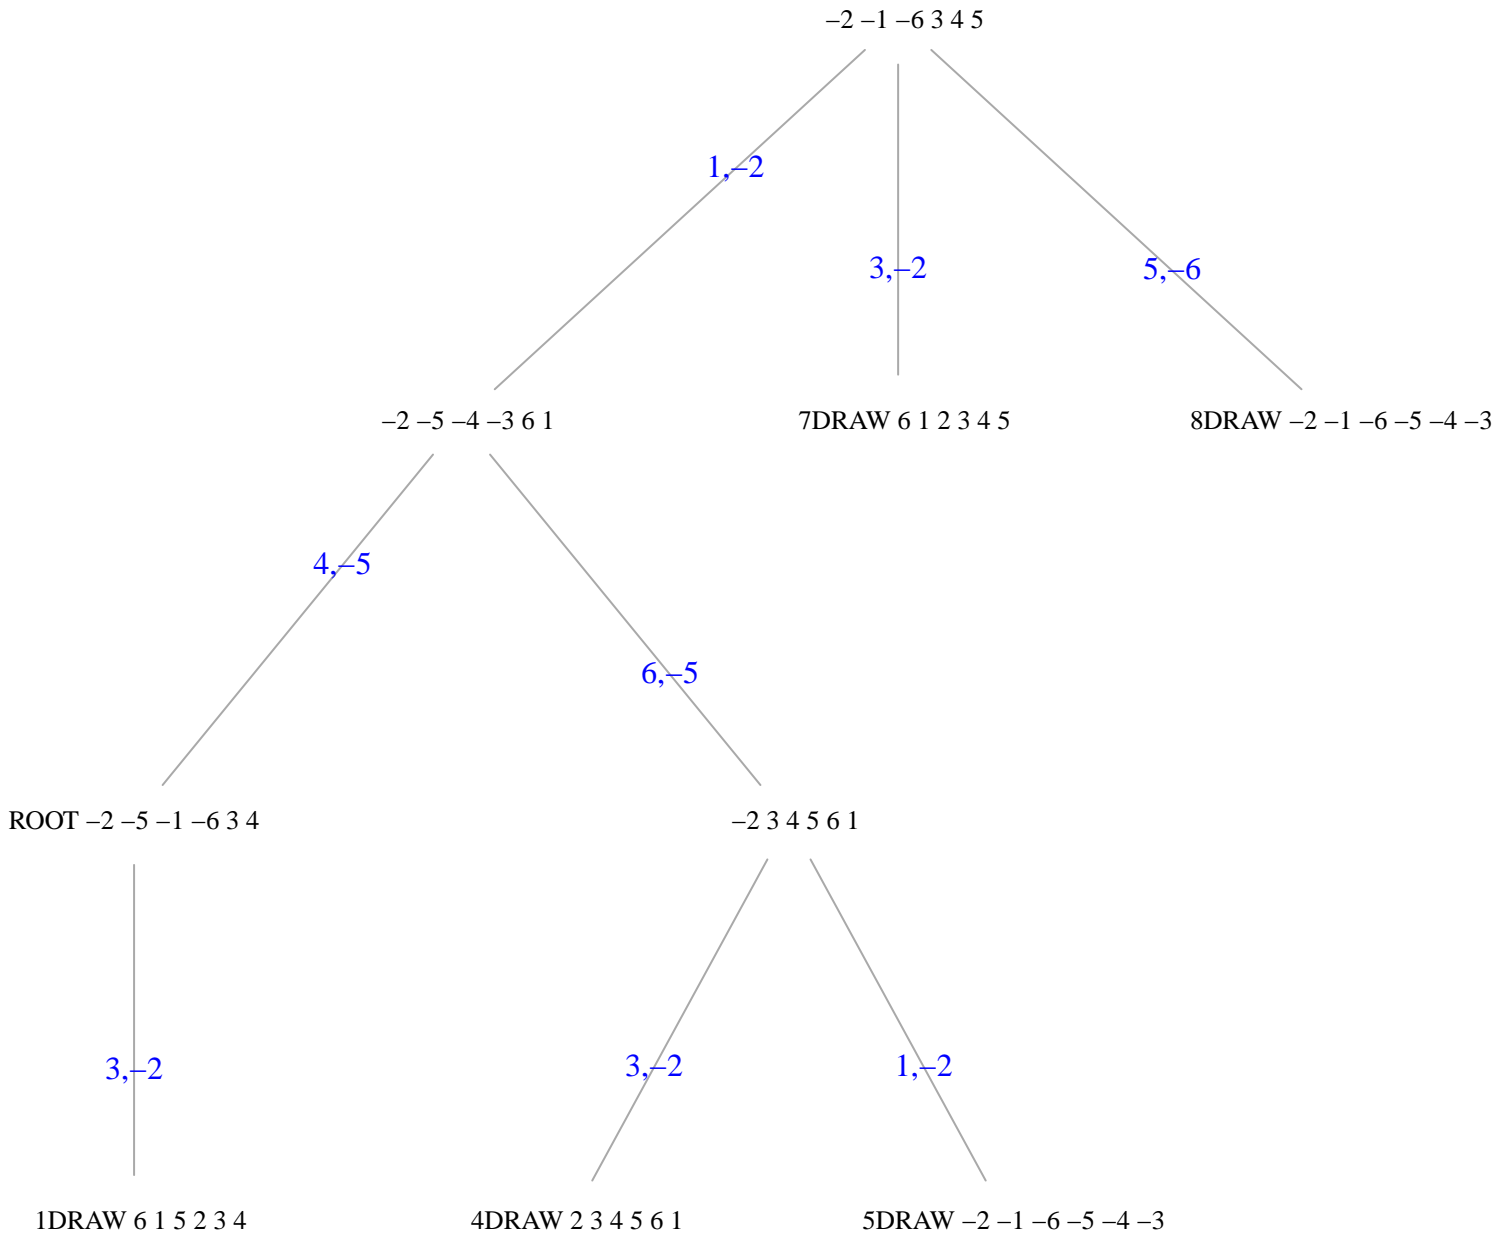 –2 –1 –6 3 4 5
1,–2
3,–2
5,–6
–2 –5 –4 –3 6 1
7DRAW 6 1 2 3 4 5
8DRAW –2 –1 –6 –5 –4 –3
4,–5
6,–5
ROOT –2 –5 –1 –6 3 4
–2 3 4 5 6 1
3,–2
3,–2
1,–2
1DRAW 6 1 5 2 3 4
4DRAW 2 3 4 5 6 1
5DRAW –2 –1 –6 –5 –4 –3